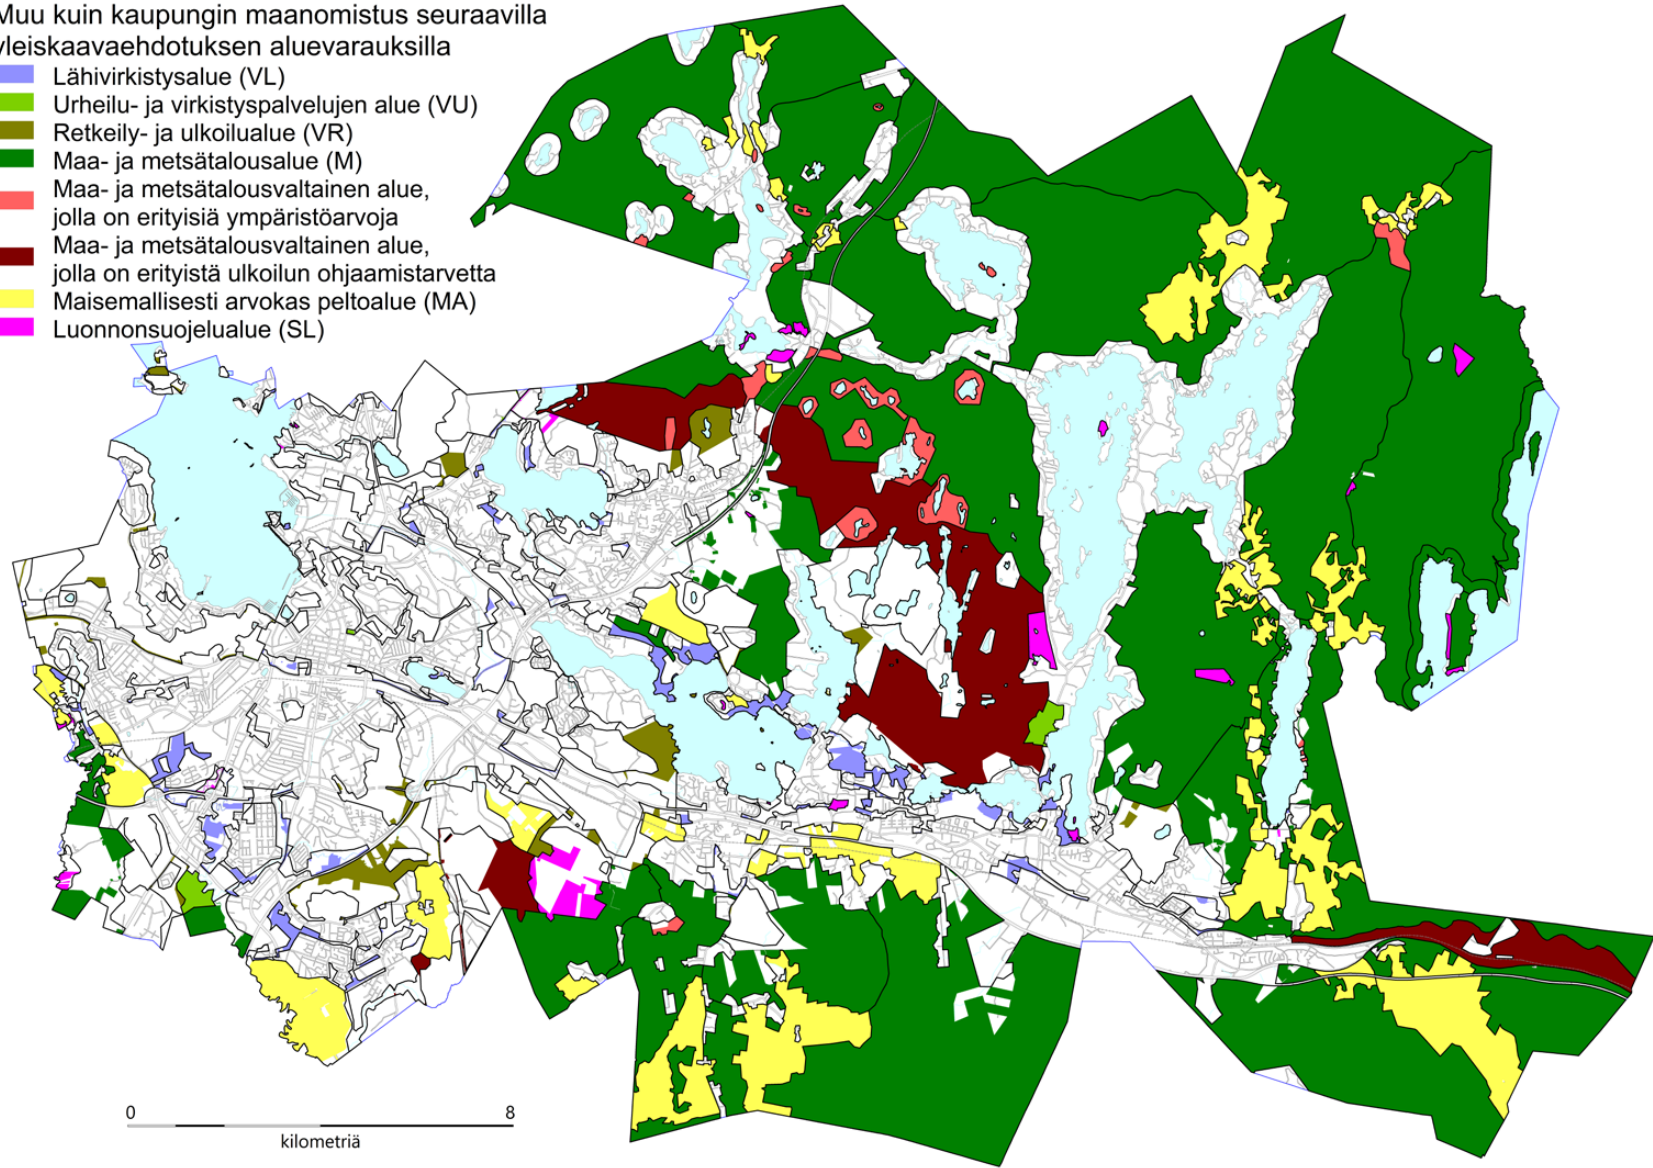 Muu kuin kaupungin maanomistus seuraavilla
yleiskaavaehdotuksen aluevarauksilla
Lähivirkistysalue (VL)
Urheilu- ja virkistyspalvelujen alue (VU)
Retkeily- ja ulkoilualue (VR)
Maa- ja metsätalousalue (M)
Maa- ja metsätalousvaltainen alue,
jolla on erityisiä ympäristöarvoja
Maa- ja metsätalousvaltainen alue,
jolla on erityistä ulkoilun ohjaamistarvetta
Maisemallisesti arvokas peltoalue (MA)
Luonnonsuojelualue (SL)
0 8
kilometriä